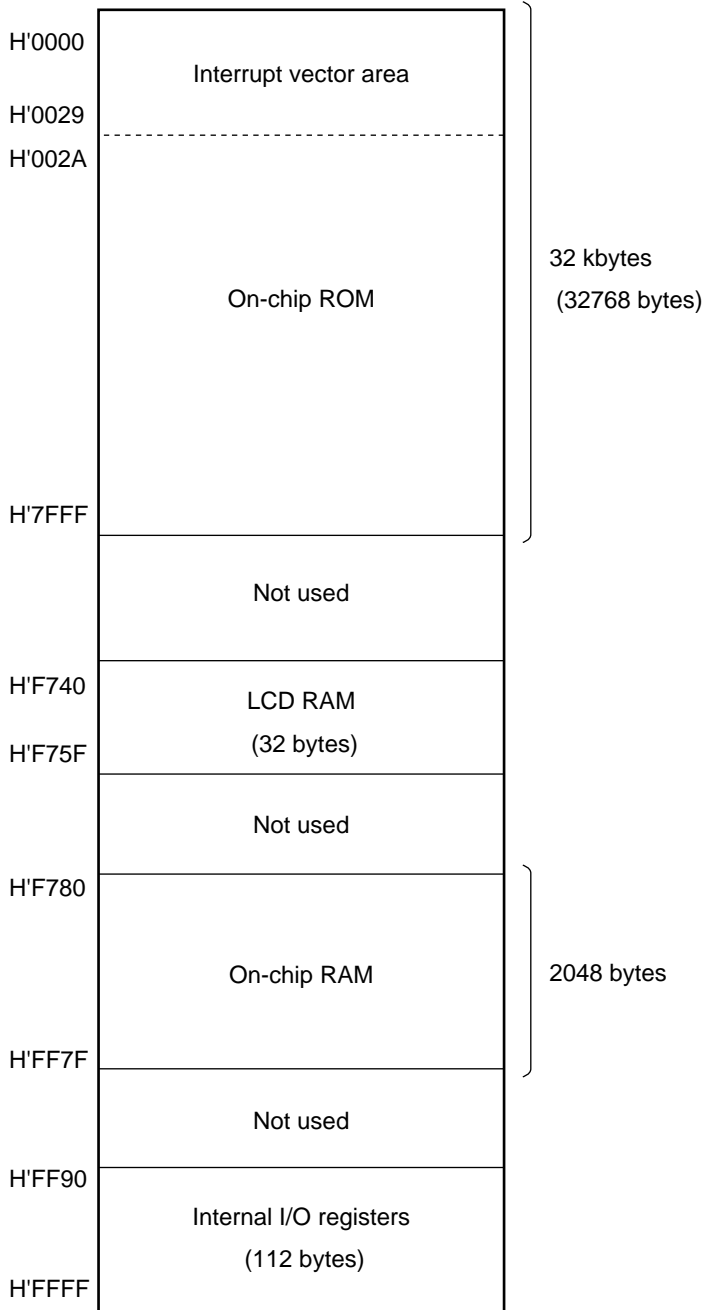 H'0000
Interrupt vector area
H'0029
H'002A
On-chip ROM
32 kbytes
(32768 bytes)
H'7FFF
Not used
H'F740
LCD RAM
(32 bytes)
H'F75F
Not used
H'F780
On-chip RAM
2048 bytes
H'FF7F
Not used
H'FF90
Internal I/O registers
(112 bytes)
H'FFFF